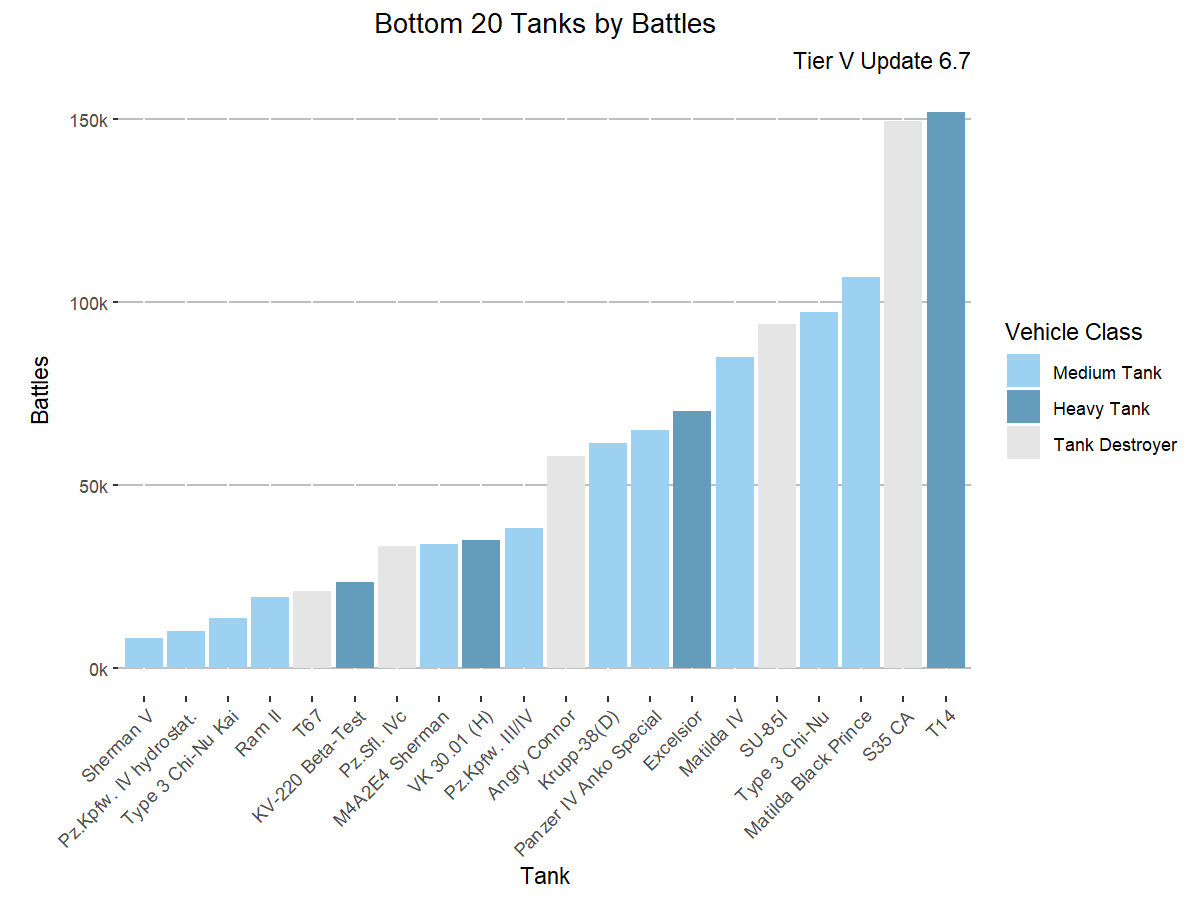 Bottom 20 Tanks by Battles
Tier V Update 6.7
150k
100k
50k
0k
Battles
Sherman V
Pz.Kpfw. IV hydrostat.
Type 3 Chi-Nu Kai
Ram II
T67
KV-220 Beta-Test
Pz.Sfl. IVc
M4A2E4 Sherman
VK 30.01 (H)
Pz.Kpfw. III/IV
Angry Connor
Krupp-38(D)
Panzer IV Anko Special
Excelsior
Matilda IV
SU-85I
Type 3 Chi-Nu
Matilda Black Prince
S35 CA
T14
Tank
Vehicle Class
Medium Tank
Heavy Tank
Tank Destroyer